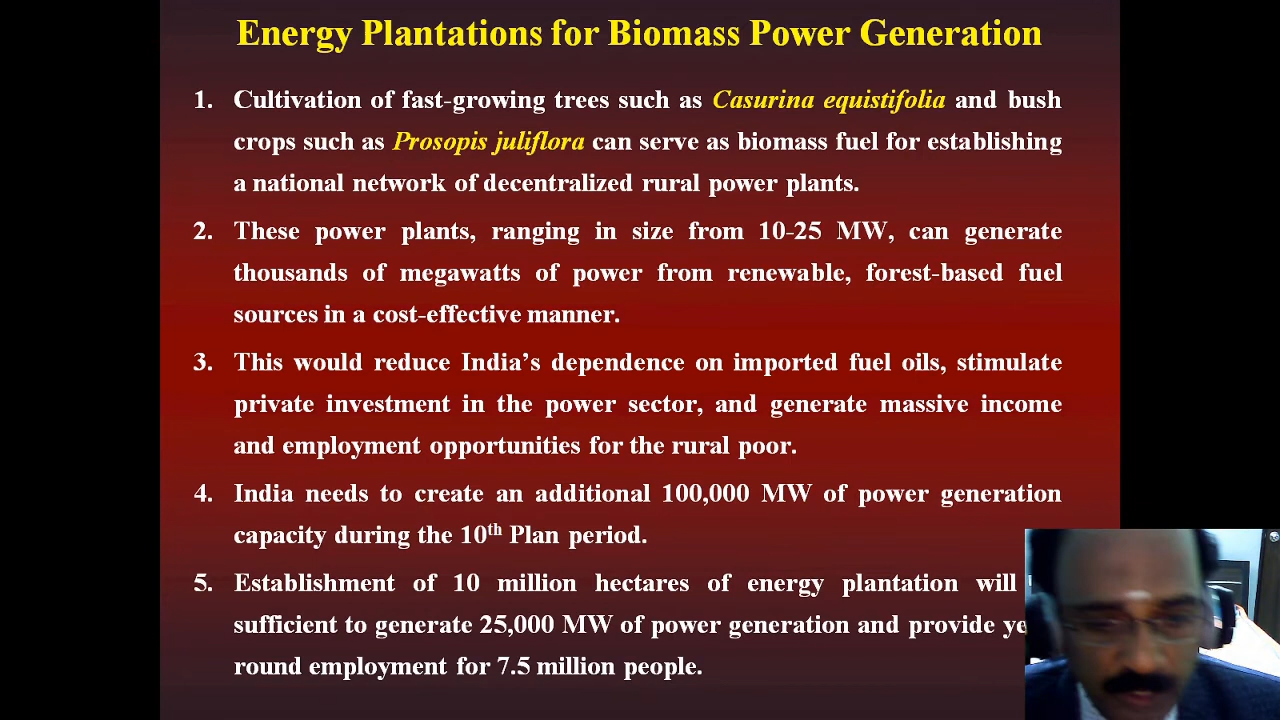 Energy Plantations for Biomass Power Generation
1. Cultivation of fast-growing trees such as Casurina equistifolia and bush
crops such as Prosopis juliflora can serve as biomass fuel for establishing
a national network of decentralized rural power plants.
2. These power plants, ranging in size from 10-25 MW, can generate
thousands of megawatts of power from renewable, forest-based fuel
sources in a cost-effective manner.
3. This would reduce India's dependence on imported fuel oils, stimulate
private investment in the power sector, and generate massive income
and employment opportunities for the rural poor.
4. India needs to create an additional 100,000 MW of power generation
capacity during the 10th Plan period.
5. Establishment of 10 million hectares of energy plantation will
sufficient to generate 25,000 MW of power generation and provide
round employment for 7.5 million people.